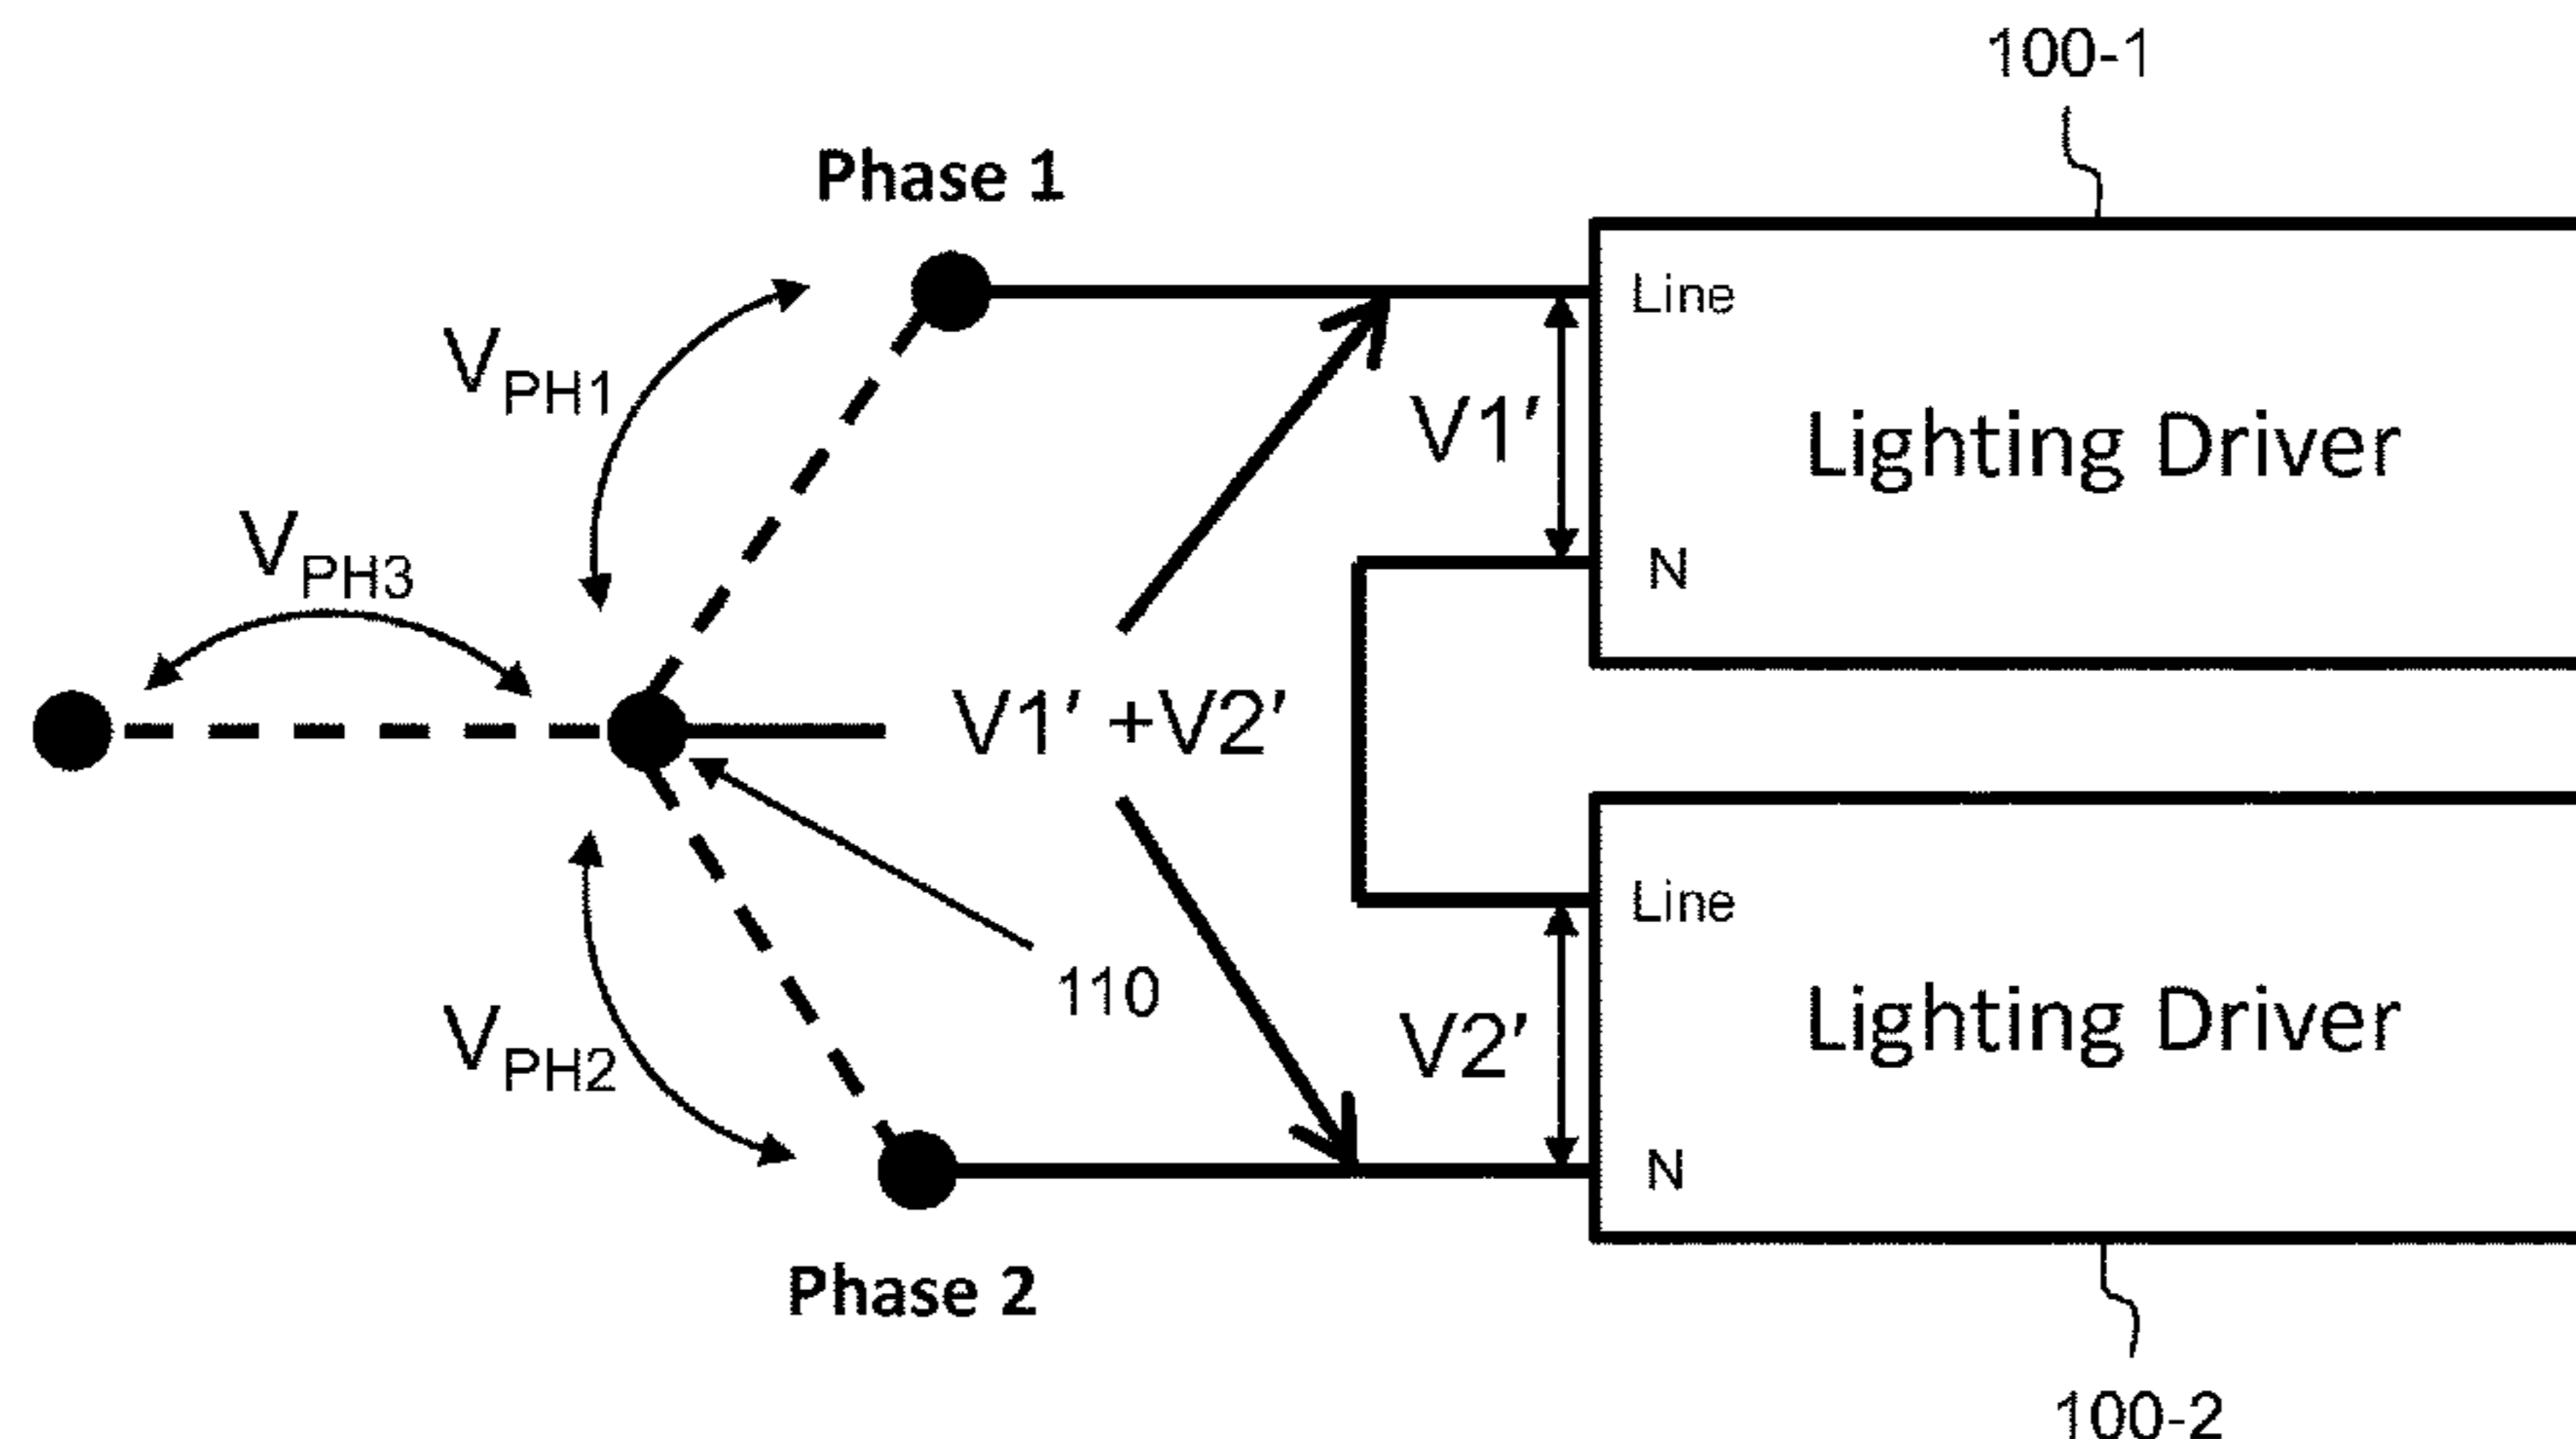 100-1
Phase 1
Line
VPH1
V1′
Lighting Driver
VPH3
N
V1′ +V2′
Line
110
VPH2
V2′
Lighting Driver
N
Phase 2
100-2